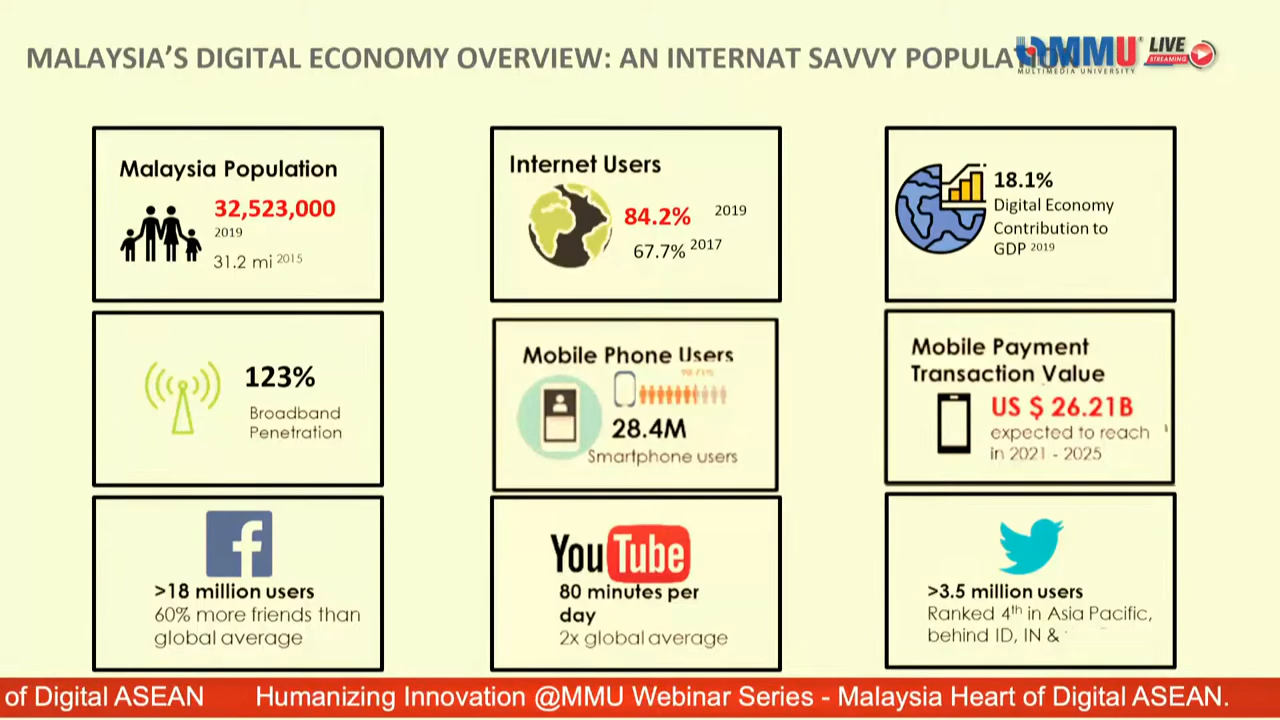 MALAYSIA'S DIGITAL ECONOMY OVERVIEW: AN INTERNAT SAVVY POPULATION
MMU
MULTIMEDIA UNIVERSITY
LIVE
STREAMING
Malaysia Population
32,523,000
2019
31.2 mi 2015
Internet Users
84.2% 2019
67.7% 2017
18.1%
Digital Economy
Contribution to
GDP 2019
123%
Broadband
Penetration
Mobile Phone Users
28.4M
Smartphone users
Mobile Payment
Transaction Value
US $ 26.21B
expected to reach
in 2021 - 2025
f
>18 million users
60% more friends than
global average
YouTube
80 minutes per
day
2x global average
>3.5 million users
Ranked 4th in Asia Pacific,
behind ID, IN &
of Digital ASEAN Humanizing Innovation @MMU Webinar Series - Malaysia Heart of Digital ASEAN.